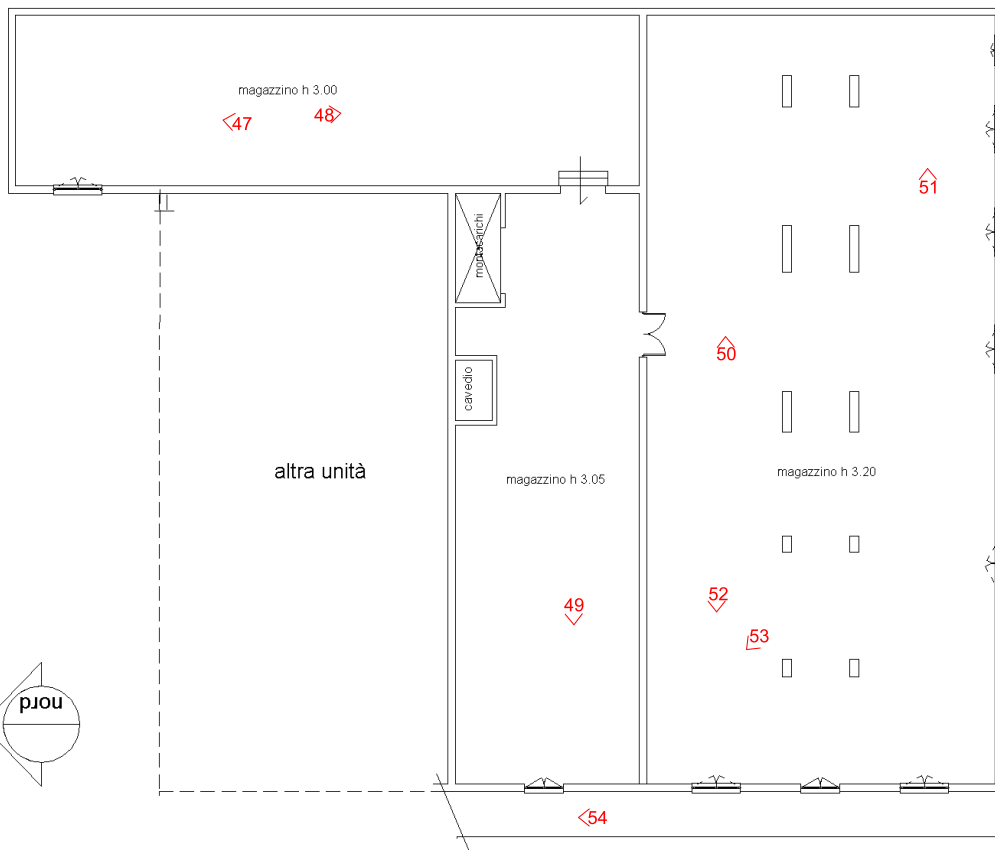 magazzino h 3.00
47
48
51
montacarichi
50
cavedio
altra unità
magazzino h 3.05
magazzino h 3.20
49
52
53
nord
54